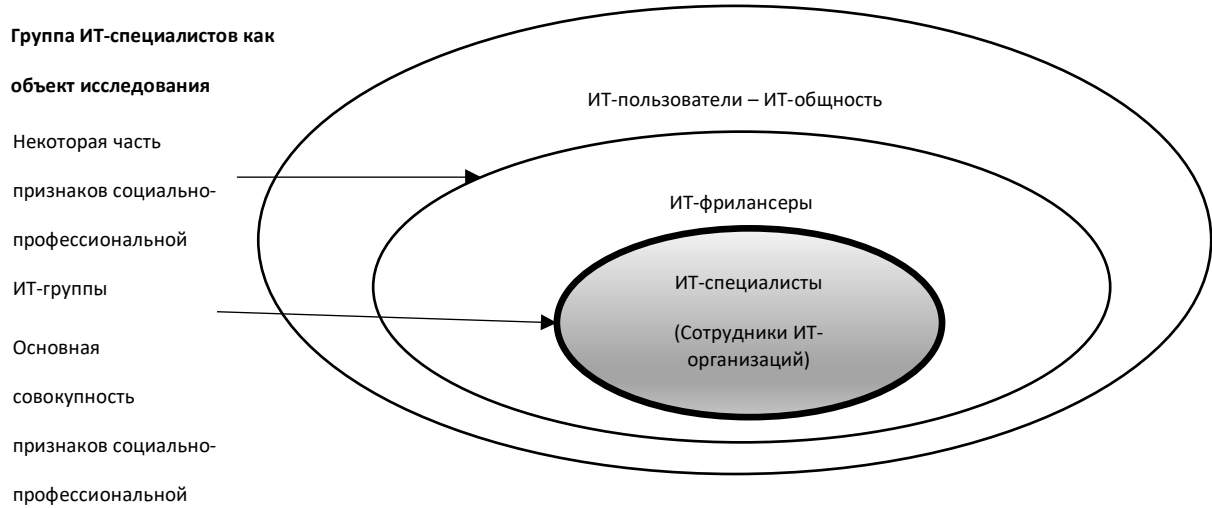 Группа ИТ-специалистов как
объект исследования
Некоторая часть
признаков социально-
профессиональной
ИТ-группы
Основная
совокупность
признаков социально-
профессиональной
ИТ-пользователи – ИТ-общность
ИТ-фрилансеры
ИТ-специалисты
(Сотрудники ИТ-
организаций)